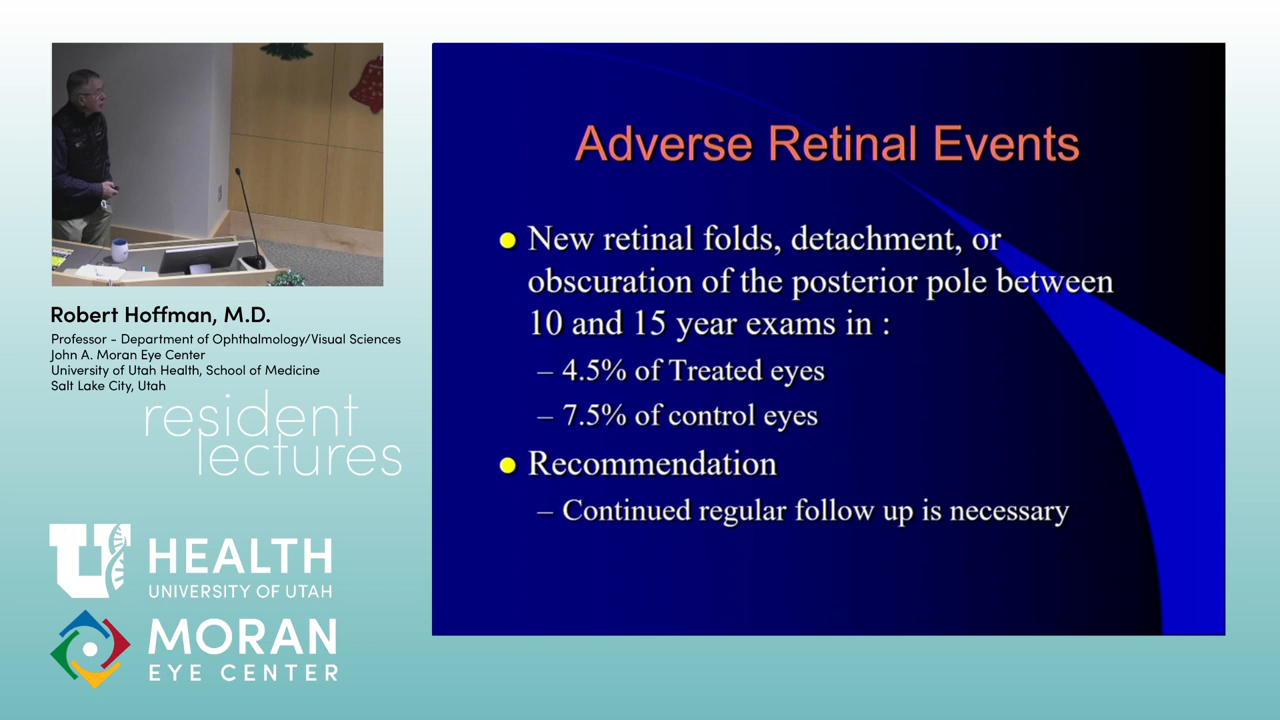 Adverse Retinal Events
New retinal folds, detachment, or
obscuration of the posterior pole between
10 and 15 year exams in :
– 4.5% of Treated eyes
– 7.5% of control eyes
Recommendation
– Continued regular follow up is necessary
Robert Hoffman, M.D.
Professor - Department of Ophthalmology/Visual Sciences
John A. Moran Eye Center
University of Utah Health, School of Medicine
Salt Lake City, Utah
resident
lectures
U HEALTH
UNIVERSITY OF UTAH
MORAN
EYE CENTER